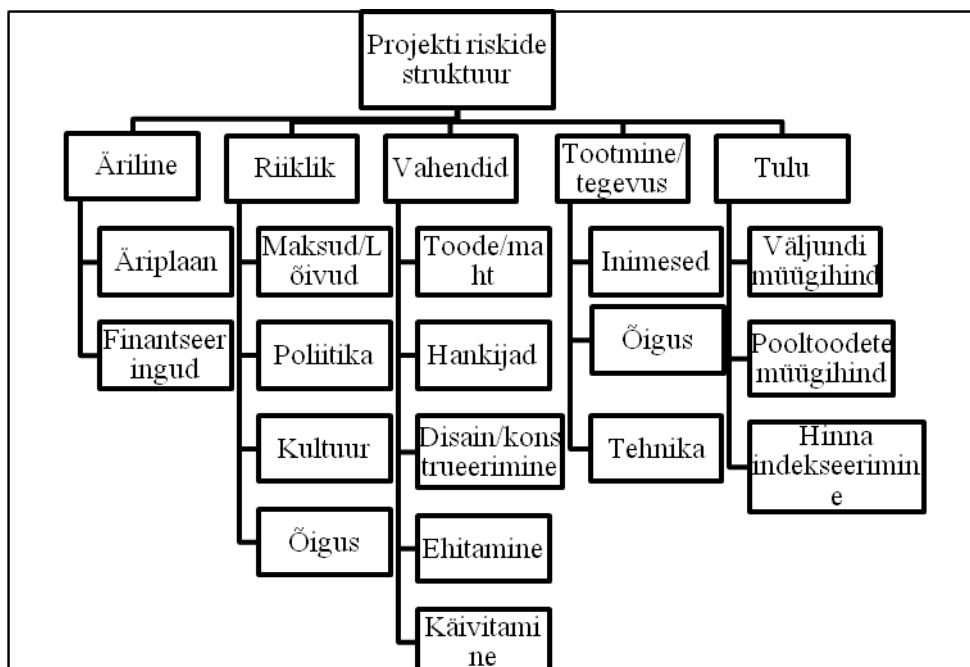 Projekti riskide
struktuur
Äriline
Riiklik
Vahendid
Tootmine/
tegevus
Tulu
Äriplaan
Finantseer
ingud
Maksud/L
õivud
Poliitika
Kultuur
Õigus
Toode/ma
ht
Hankijad
Disain/kons
trueerimine
Ehitamine
Käivitami
ne
Inimesed
Õigus
Tehnika
Väljundi
müügihind
Pooltoodete
müügihind
Hinna
indekseerimin
e